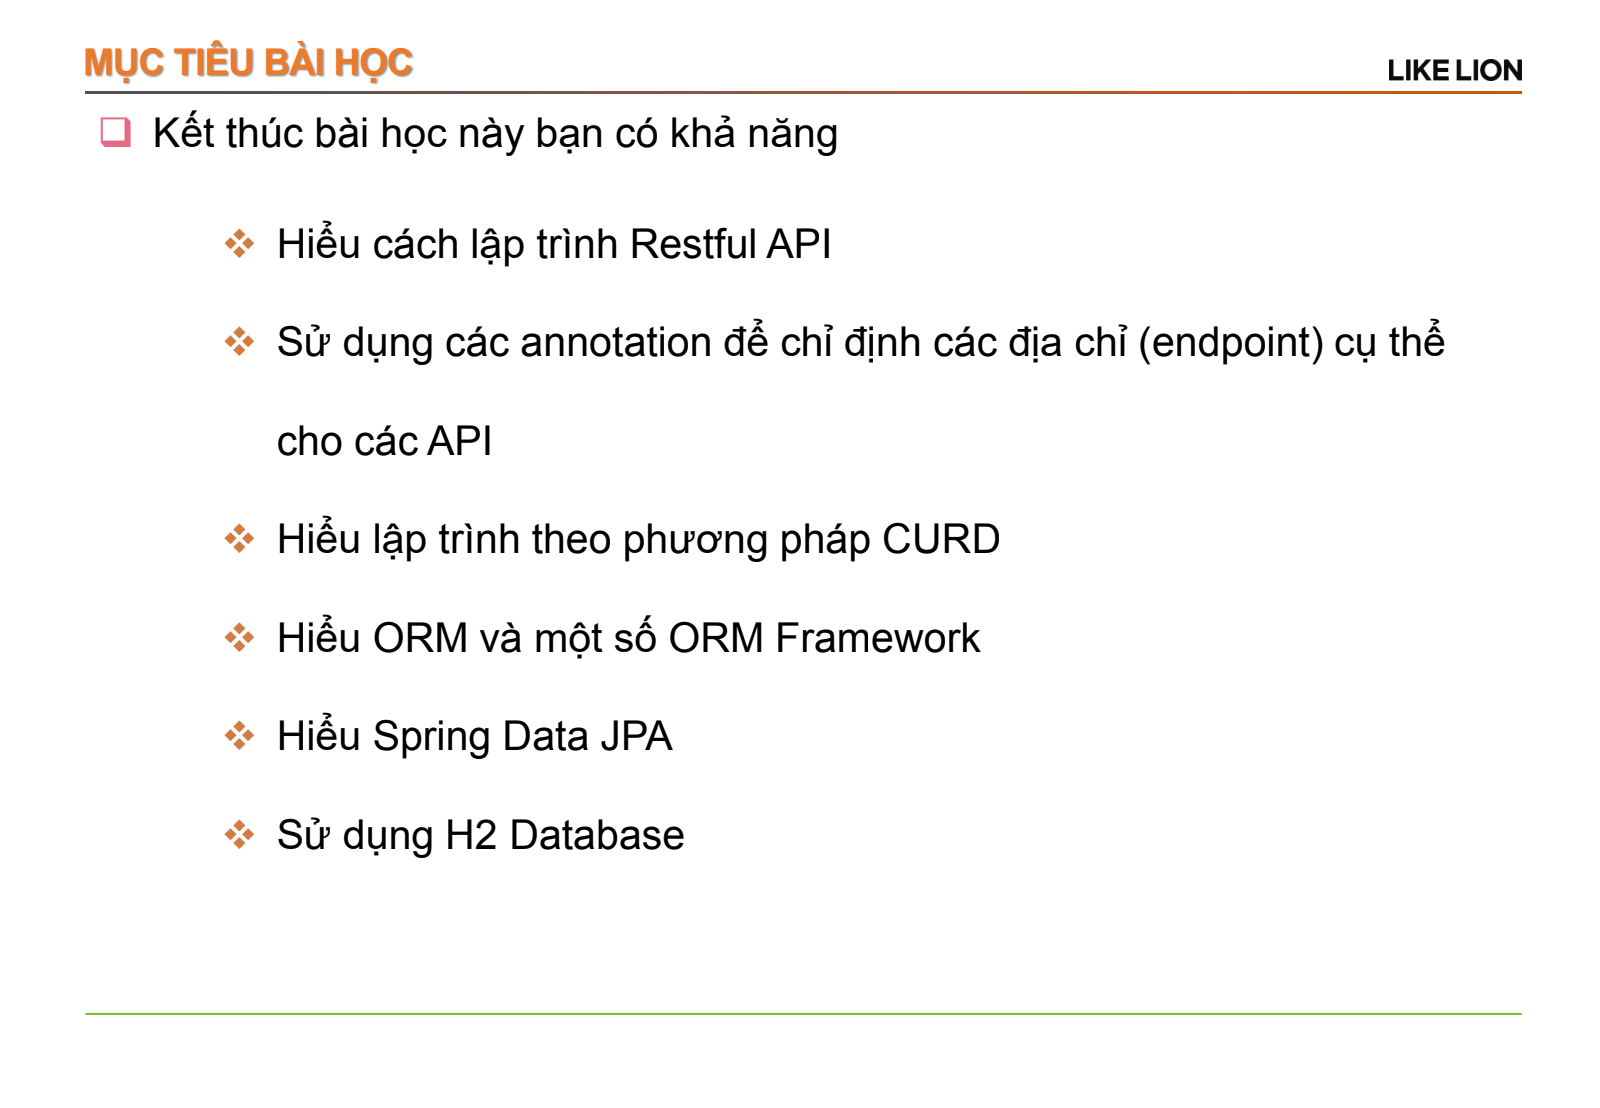 MỤC TIÊU BÀI HỌC
LIKE LION
Kết thúc bài học này bạn có khả năng
Hiểu cách lập trình Restful API
Sử dụng các annotation để chỉ định các địa chỉ (endpoint) cụ thể
cho các API
Hiểu lập trình theo phương pháp CURD
Hiểu ORM và một số ORM Framework
Hiểu Spring Data JPA
Sử dụng H2 Database